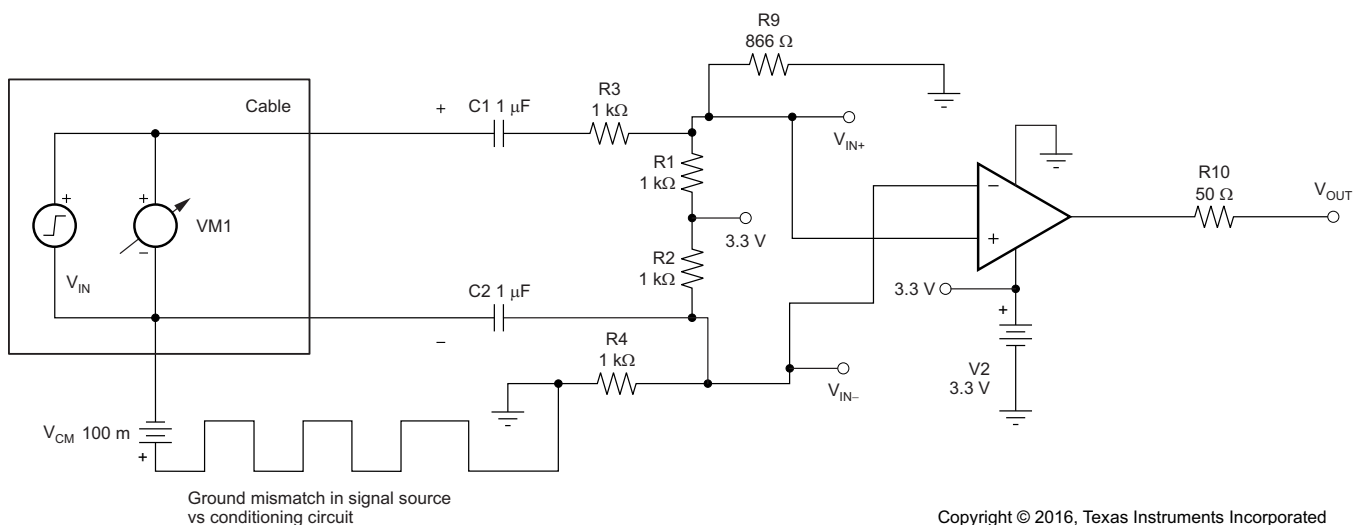 R9
866 Ω
Cable
+
C1 1 μF
R3
1 kΩ
V_IN+
R1
1 kΩ
3.3 V
R2
1 kΩ
+
VM1
+
−
V_IN
−
+
R10
50 Ω
V_OUT
C2 1 μF
−
R4
1 kΩ
V_IN−
3.3 V
+
V2
3.3 V
V_CM 100 m
+
Ground mismatch in signal source
vs conditioning circuit
Copyright © 2016, Texas Instruments Incorporated